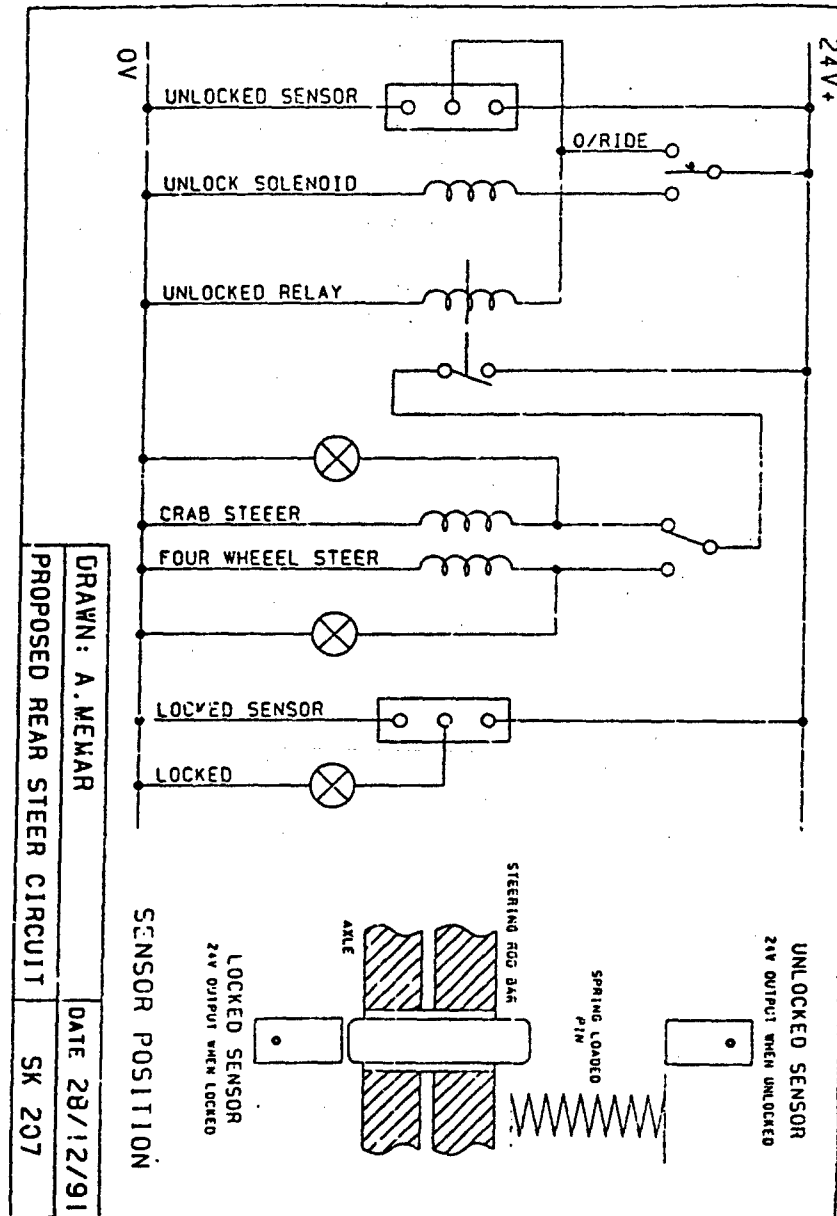 24V+
0V
UNLOCKED SENSOR
O/RIDE
UNLOCK SOLENOID
UNLOCKED RELAY
CRAB STEEER
FOUR WHEEEL STEER
LOCKED SENSOR
LOCKED
UNLOCKED SENSOR
24V OUTPUT WHEN UNLOCKED
SPRING LOADED
PIN
STEERING ROD BAR
AXLE
LOCKED SENSOR
24V OUTPUT WHEN LOCKED
SENSOR POSITION
DRAWN: A.MEMAR
DATE 28/12/91
PROPOSED REAR STEER CIRCUIT
SK 207